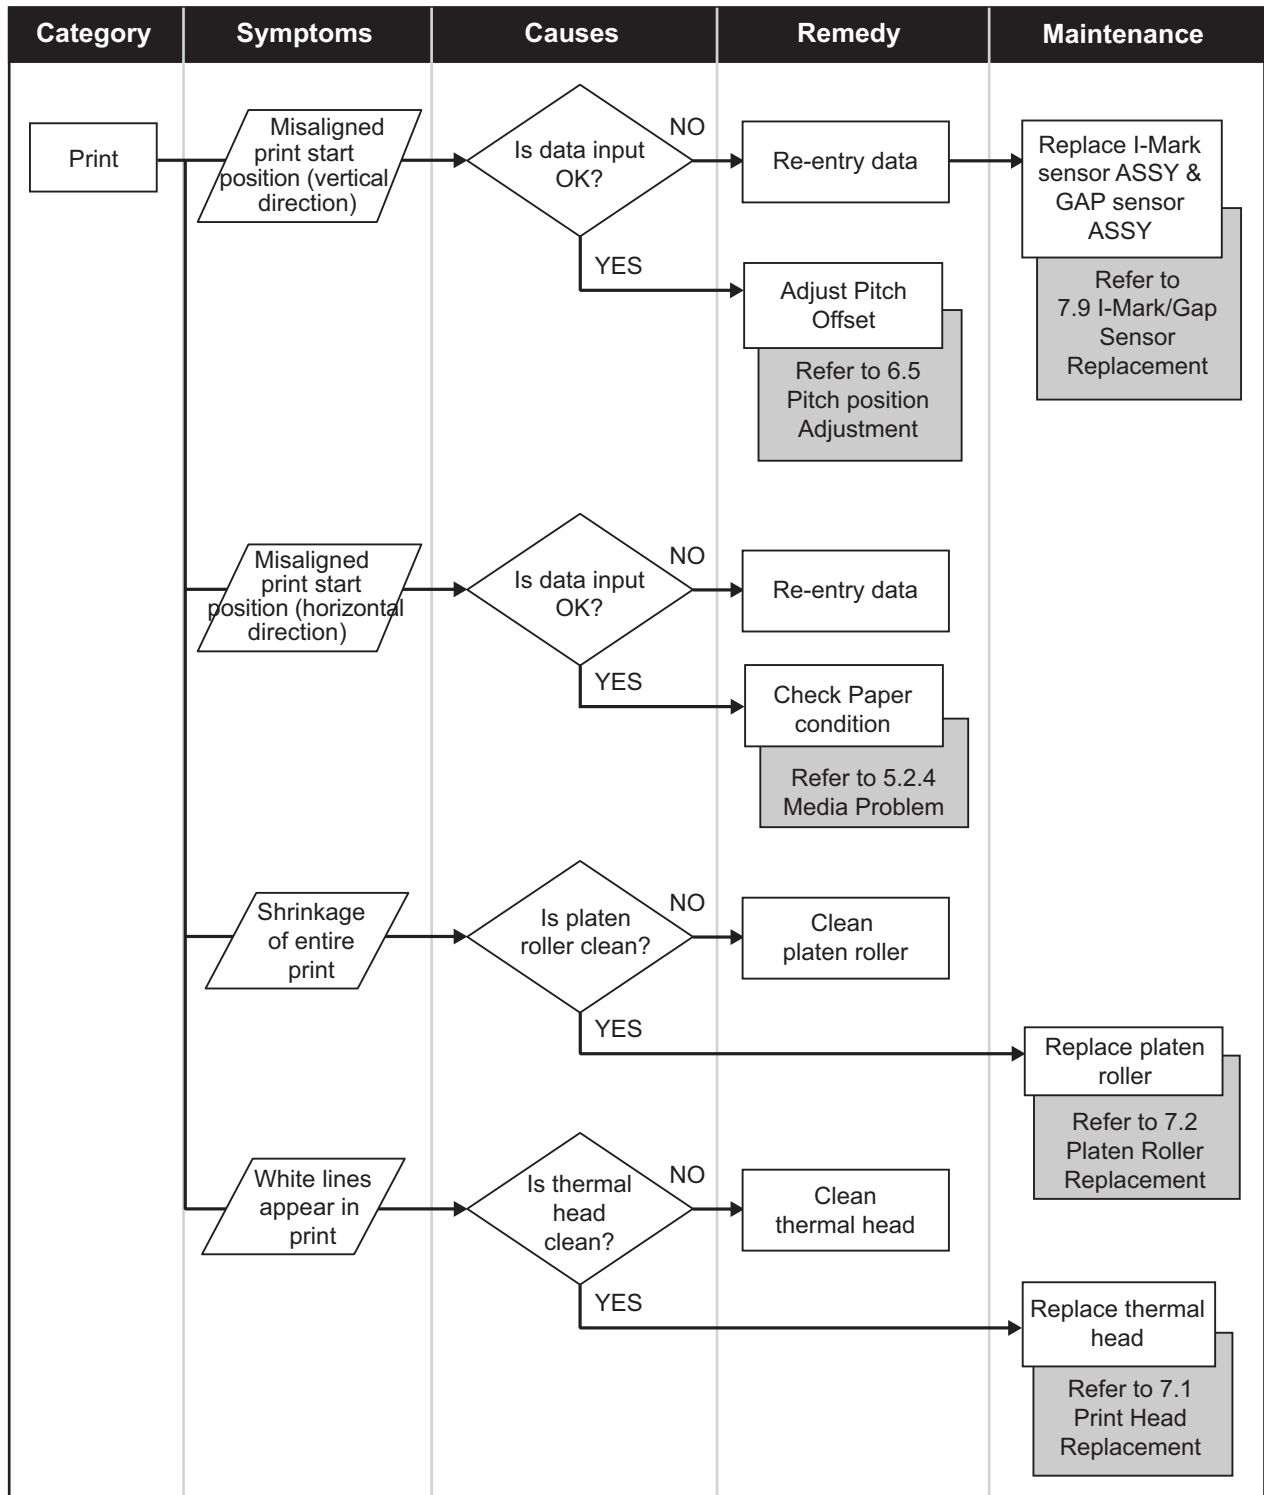 Category
Symptoms
Causes
Remedy
Maintenance
Print
Misaligned
print start
position (vertical
direction)
Is data input
OK?
NO
Re-entry data
Replace I-Mark
sensor ASSY &
GAP sensor
ASSY
Refer to
7.9 I-Mark/Gap
Sensor
Replacement
YES
Adjust Pitch
Offset
Refer to 6.5
Pitch position
Adjustment
Misaligned
print start
position (horizontal
direction)
Is data input
OK?
NO
Re-entry data
YES
Check Paper
condition
Refer to 5.2.4
Media Problem
Shrinkage
of entire
print
Is platen
roller clean?
NO
Clean
platen roller
YES
Replace platen
roller
Refer to 7.2
Platen Roller
Replacement
White lines
appear in
print
Is thermal
head
clean?
NO
Clean
thermal head
YES
Replace thermal
head
Refer to 7.1
Print Head
Replacement